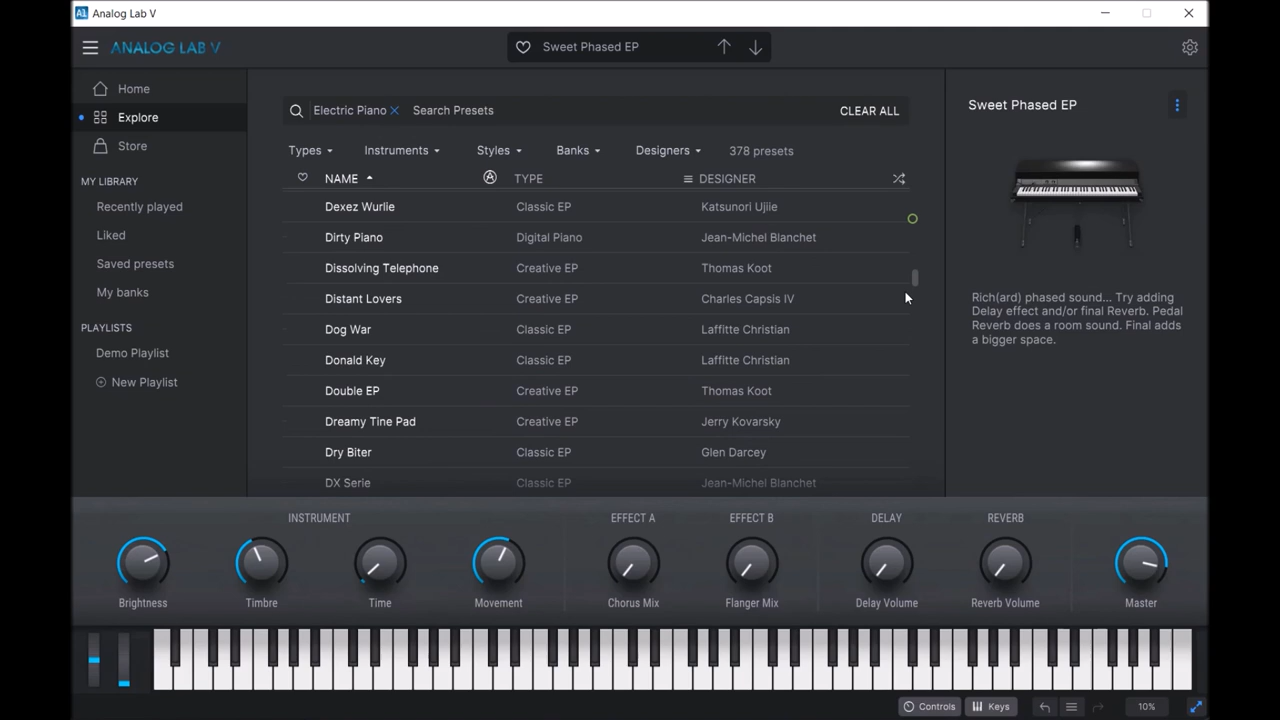 Analog Lab V
ANALOG LAB V
Sweet Phased EP
Home
Explore
Store
MY LIBRARY
Recently played
Liked
Saved presets
My banks
PLAYLISTS
Demo Playlist
New Playlist
Electric Piano
Search Presets
CLEAR ALL
Types
Instruments
Styles
Banks
Designers
378 presets
NAME TYPE DESIGNER
Dexez Wurlie Classic EP Katsunori Ujiie
Dirty Piano Digital Piano Jean-Michel Blanchet
Dissolving Telephone Creative EP Thomas Koot
Distant Lovers Creative EP Charles Capsis IV
Dog War Classic EP Laffitte Christian
Donald Key Classic EP Laffitte Christian
Double EP Creative EP Thomas Koot
Dreamy Tine Pad Creative EP Jerry Kovarsky
Dry Biter Classic EP Glen Darcey
DX Serie Classic EP Jean-Michel Blanchet
Sweet Phased EP
Rich(ard) phased sound... Try adding
Delay effect and/or final Reverb. Pedal
Reverb does a room sound. Final adds
a bigger space.
INSTRUMENT EFFECT A EFFECT B DELAY REVERB
Brightness Timbre Time Movement Chorus Mix Flanger Mix Delay Volume Reverb Volume Master
Controls Keys 10%